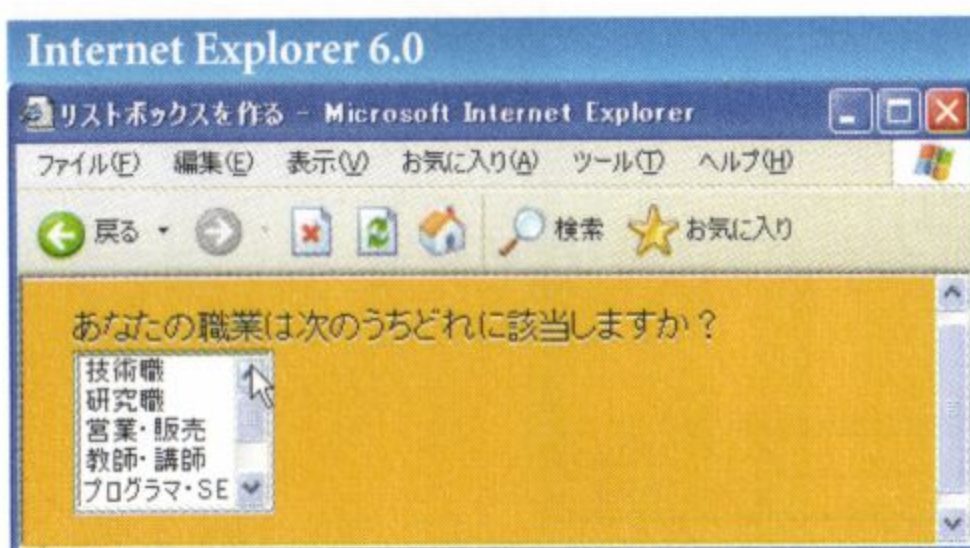 Internet Explorer 6.0
リストボックスを作る - Microsoft Internet Explorer
ファイル(F) 編集(E) 表示(V) お気に入り(A) ツール(T) ヘルプ(H)
戻る 検索 お気に入り
あなたの職業は次のうちどれに該当しますか？
技術職
研究職
営業・販売
教師・講師
プログラマ・SE